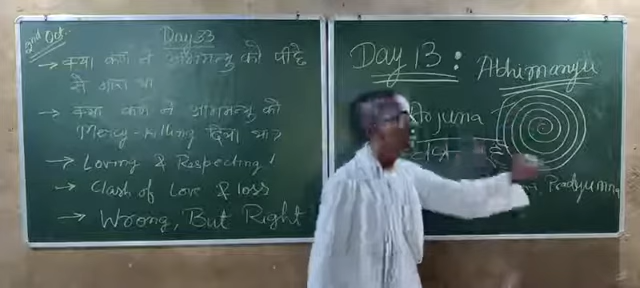 2nd Oct.
Day 33
→ क्या कर्ण ने अभिमन्यु को पीछे
से मारा था
→ क्या कर्ण ने अभिमन्यु को
Mercy-killing दिया था?
→ Loving & Respecting!
→ Clash of Love & loss
→ Wrong, But Right
Day 13 : Abhimanyu
Arjuna
Pradyumna